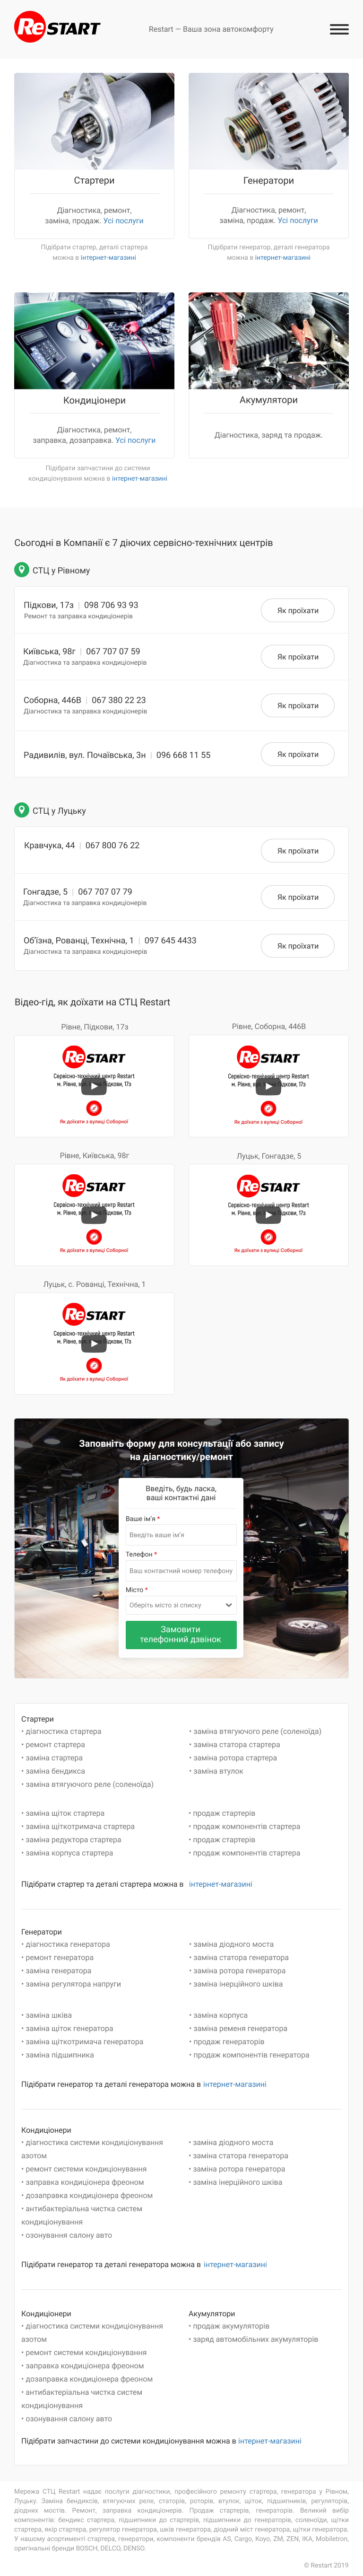 ReSTART
Restart — Ваша зона автокомфорту
Стартери
Діагностика, ремонт,
заміна, продаж. Усі послуги
Підібрати стартер, деталі стартера
можна в інтернет-магазині
Генератори
Діагностика, ремонт,
заміна, продаж. Усі послуги
Підібрати генератор, деталі генератора
можна в інтернет-магазині
Кондиціонери
Діагностика, ремонт,
заправка, дозаправка. Усі послуги
Підібрати запчастини до системи
кондиціонування можна в інтернет-магазині
Акумулятори
Діагностика, заряд та продаж.
Сьогодні в Компанії є 7 діючих сервісно-технічних центрів
СТЦ у Рівному
Підкови, 17з | 098 706 93 93
Ремонт та заправка кондиціонерів
Як проїхати
Київська, 98г | 067 707 07 59
Діагностика та заправка кондиціонерів
Як проїхати
Соборна, 446В | 067 380 22 23
Діагностика та заправка кондиціонерів
Як проїхати
Радивилів, вул. Почаївська, 3н | 096 668 11 55
Як проїхати
СТЦ у Луцьку
Кравчука, 44 | 067 800 76 22
Як проїхати
Гонгадзе, 5 | 067 707 07 79
Діагностика та заправка кондиціонерів
Як проїхати
Об'їзна, Рованці, Технічна, 1 | 097 645 4433
Діагностика та заправка кондиціонерів
Як проїхати
Відео-гід, як доїхати на СТЦ Restart
Рівне, Підкови, 17з
ReSTART
Сервісно-технічний центр Restart
м. Рівне, Підкови, 17з
Як доїхати з вулиці Соборної
Рівне, Соборна, 446В
ReSTART
Сервісно-технічний центр Restart
м. Рівне, Підкови, 17з
Як доїхати з вулиці Соборної
Рівне, Київська, 98г
ReSTART
Сервісно-технічний центр Restart
м. Рівне, Підкови, 17з
Як доїхати з вулиці Соборної
Луцьк, Гонгадзе, 5
ReSTART
Сервісно-технічний центр Restart
м. Рівне, Підкови, 17з
Як доїхати з вулиці Соборної
Луцьк, с. Рованці, Технічна, 1
ReSTART
Сервісно-технічний центр Restart
м. Рівне, Підкови, 17з
Як доїхати з вулиці Соборної
Заповніть форму для консультації або запису
на діагностику/ремонт
Введіть, будь ласка,
ваші контактні дані
Ваше ім'я *
Введіть ваше ім'я
Телефон *
Ваш контактний номер телефону
Місто *
Оберіть місто зі списку
Замовити
телефонний дзвінок
Стартери
• діагностика стартера
• ремонт стартера
• заміна стартера
• заміна бендикса
• заміна втягуючого реле (соленоїда)
• заміна втягуючого реле (соленоїда)
• заміна статора стартера
• заміна ротора стартера
• заміна втулок
• заміна щіток стартера
• заміна щіткотримача стартера
• заміна редуктора стартера
• заміна корпуса стартера
• продаж стартерів
• продаж компонентів стартера
• продаж стартерів
• продаж компонентів стартера
Підібрати стартер та деталі стартера можна в інтернет-магазині
Генератори
• діагностика генератора
• ремонт генератора
• заміна генератора
• заміна регулятора напруги
• заміна діодного моста
• заміна статора генератора
• заміна ротора генератора
• заміна інерційного шківа
• заміна шківа
• заміна щіток генератора
• заміна щіткотримача генератора
• заміна підшипника
• заміна корпуса
• заміна ременя генератора
• продаж генераторів
• продаж компонентів генератора
Підібрати генератор та деталі генератора можна в інтернет-магазині
Кондиціонери
• діагностика системи кондиціонування
азотом
• ремонт системи кондиціонування
• заправка кондиціонера фреоном
• дозаправка кондиціонера фреоном
• антибактеріальна чистка систем
кондиціонування
• озонування салону авто
• заміна діодного моста
• заміна статора генератора
• заміна ротора генератора
• заміна інерційного шківа
Підібрати генератор та деталі генератора можна в інтернет-магазині
Кондиціонери
• діагностика системи кондиціонування
азотом
• ремонт системи кондиціонування
• заправка кондиціонера фреоном
• дозаправка кондиціонера фреоном
• антибактеріальна чистка систем
кондиціонування
• озонування салону авто
Акумулятори
• продаж акумуляторів
• заряд автомобільних акумуляторів
Підібрати запчастини до системи кондиціонування можна в інтернет-магазині
Мережа СТЦ Restart надає послуги діагностики, професійного ремонту стартера, генератора у Рівном,
Луцьку. Заміна бендиксів, втягуючих реле, статорів, роторів, втулок, щіток, підшипників, регуляторів,
діодних мостів. Ремонт, заправка кондиціонерів. Продаж стартерів, генераторів. Великий вибір
компонентів: бендикс стартера, підшипники до стартерів, підшипники до генераторів, соленоїди, щітки
стартера, якір стартера, регулятор генератора, шків генератора, діодний міст генератора, щітки генератора.
У нашому асортименті стартера, генератори, компоненти брендів AS, Cargo, Koyo, ZM, ZEN, IKA, Mobiletron,
оригінальні бренди BOSCH, DELCO, DENSO.
© Restart 2019